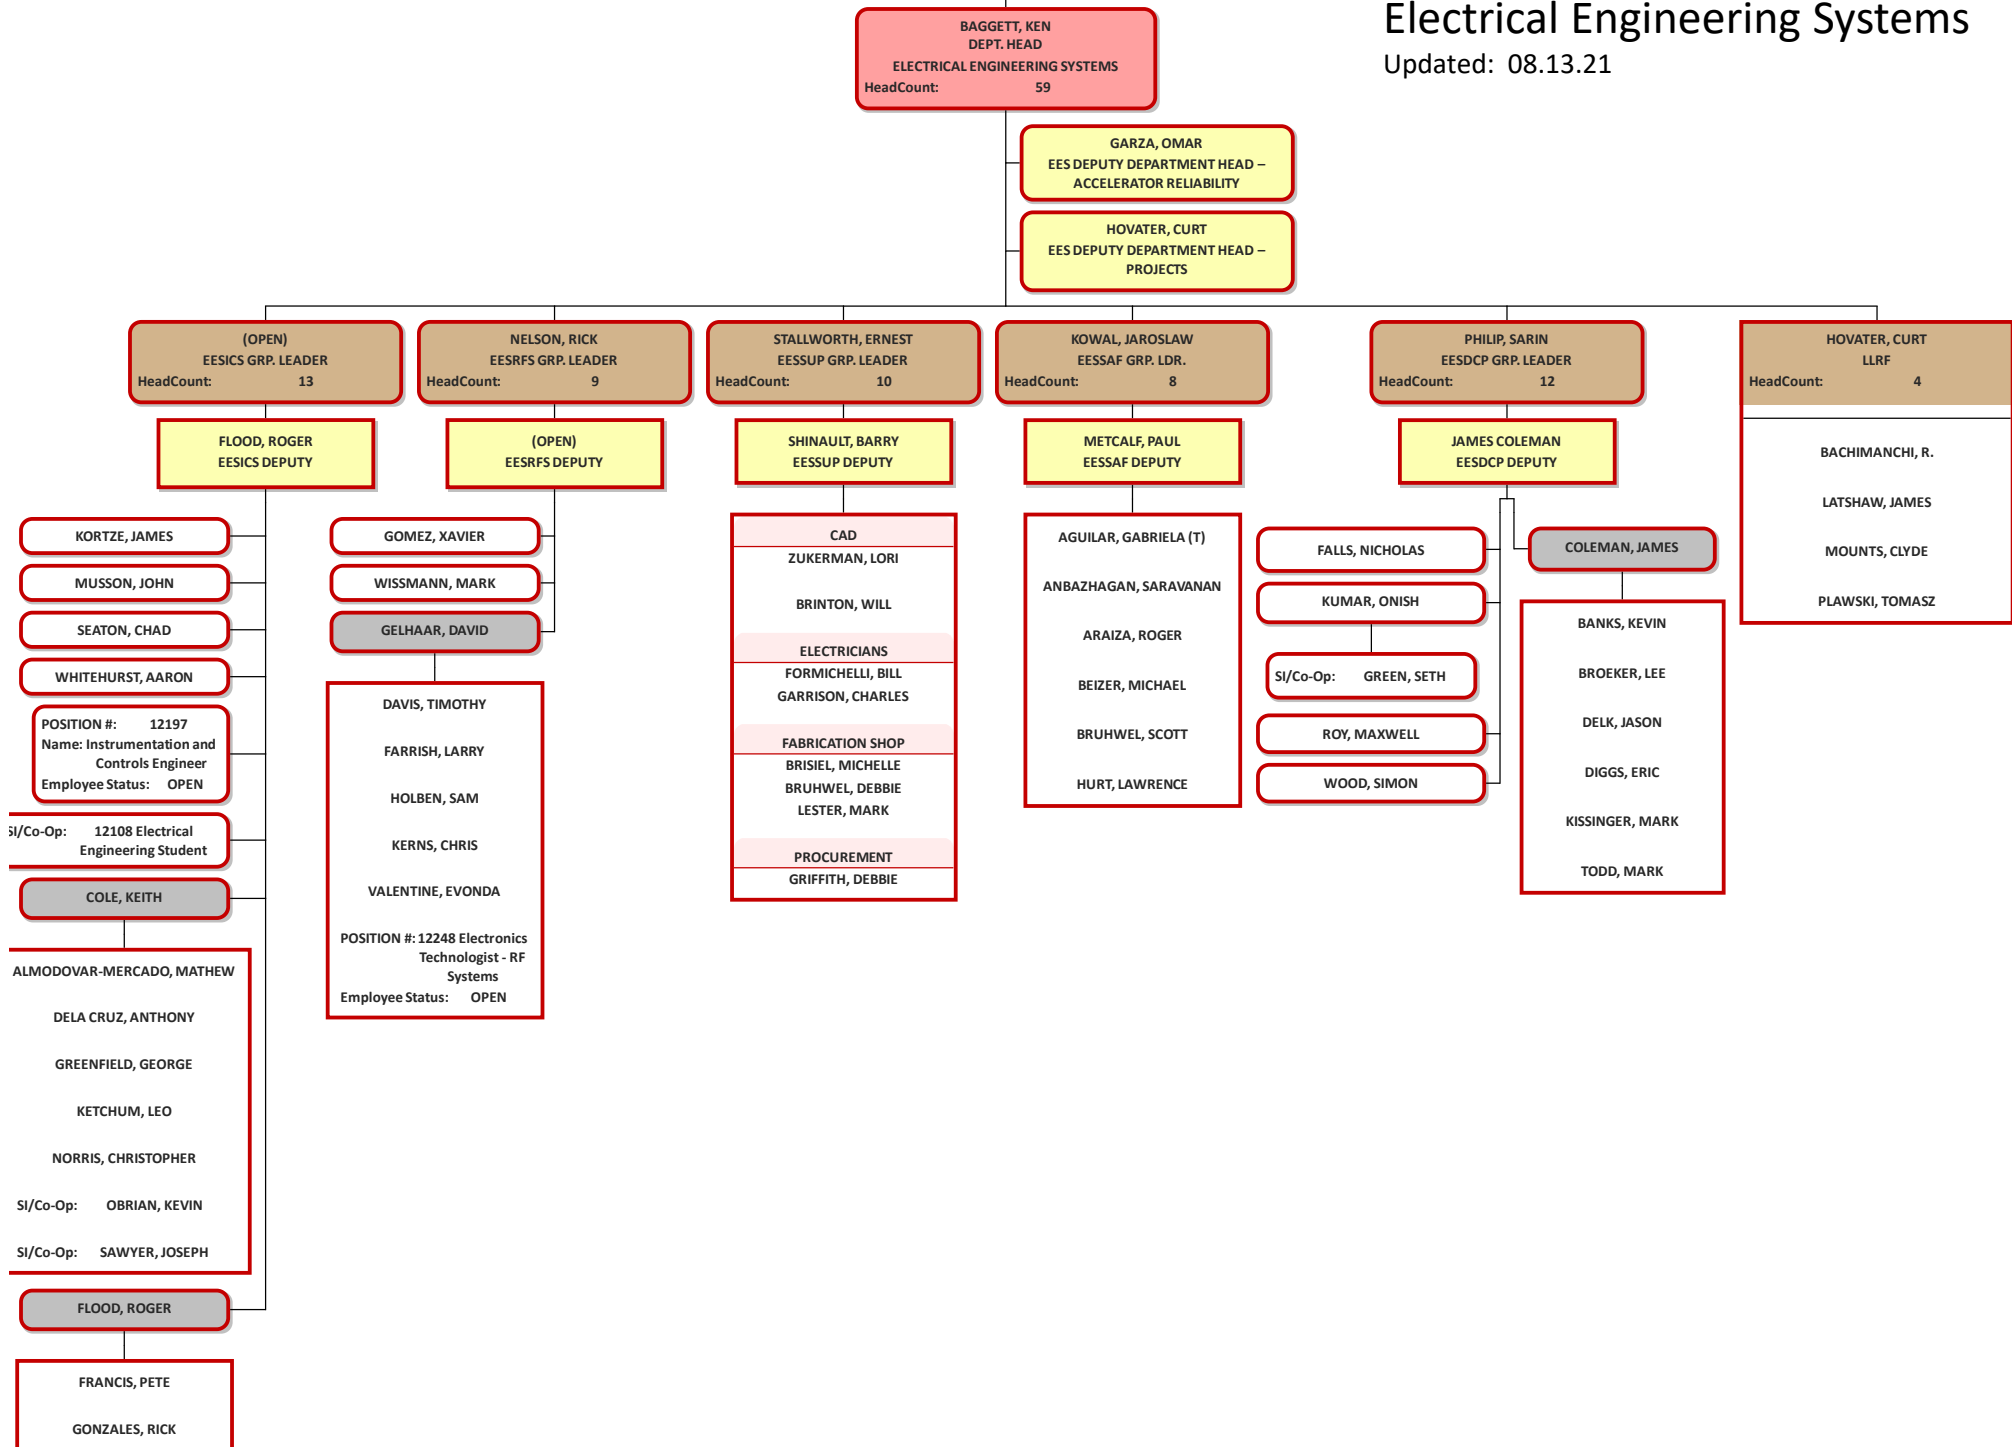 Electrical Engineering Systems
Updated: 08.13.21
BAGGETT, KEN
DEPT. HEAD
ELECTRICAL ENGINEERING SYSTEMS
HeadCount: 59
GARZA, OMAR
EES DEPUTY DEPARTMENT HEAD –
ACCELERATOR RELIABILITY
HOVATER, CURT
EES DEPUTY DEPARTMENT HEAD –
PROJECTS
(OPEN)
EESICS GRP. LEADER
HeadCount: 13
FLOOD, ROGER
EESICS DEPUTY
KORTZE, JAMES
MUSSON, JOHN
SEATON, CHAD
WHITEHURST, AARON
POSITION #: 12197
Name: Instrumentation and
Controls Engineer
Employee Status: OPEN
SI/Co-Op: 12108 Electrical
Engineering Student
COLE, KEITH
ALMODOVAR-MERCADO, MATHEW
DELA CRUZ, ANTHONY
GREENFIELD, GEORGE
KETCHUM, LEO
NORRIS, CHRISTOPHER
SI/Co-Op: OBRIAN, KEVIN
SI/Co-Op: SAWYER, JOSEPH
FLOOD, ROGER
FRANCIS, PETE
GONZALES, RICK
NELSON, RICK
EESRFS GRP. LEADER
HeadCount: 9
(OPEN)
EESRFS DEPUTY
GOMEZ, XAVIER
WISSMANN, MARK
GELHAAR, DAVID
DAVIS, TIMOTHY
FARRISH, LARRY
HOLBEN, SAM
KERNS, CHRIS
VALENTINE, EVONDA
POSITION #: 12248 Electronics
Technologist - RF
Systems
Employee Status: OPEN
STALLWORTH, ERNEST
EESSUP GRP. LEADER
HeadCount: 10
SHINAULT, BARRY
EESSUP DEPUTY
CAD
ZUKERMAN, LORI
BRINTON, WILL
ELECTRICIANS
FORMICHELLI, BILL
GARRISON, CHARLES
FABRICATION SHOP
BRISIEL, MICHELLE
BRUHWEL, DEBBIE
LESTER, MARK
PROCUREMENT
GRIFFITH, DEBBIE
KOWAL, JAROSLAW
EESSAF GRP. LDR.
HeadCount: 8
METCALF, PAUL
EESSAF DEPUTY
AGUILAR, GABRIELA (T)
ANBAZHAGAN, SARAVANAN
ARAIZA, ROGER
BEIZER, MICHAEL
BRUHWEL, SCOTT
HURT, LAWRENCE
PHILIP, SARIN
EESDCP GRP. LEADER
HeadCount: 12
JAMES COLEMAN
EESDCP DEPUTY
FALLS, NICHOLAS
KUMAR, ONISH
SI/Co-Op: GREEN, SETH
ROY, MAXWELL
WOOD, SIMON
COLEMAN, JAMES
BANKS, KEVIN
BROEKER, LEE
DELK, JASON
DIGGS, ERIC
KISSINGER, MARK
TODD, MARK
HOVATER, CURT
LLRF
HeadCount: 4
BACHIMANCHI, R.
LATSHAW, JAMES
MOUNTS, CLYDE
PLAWSKI, TOMASZ